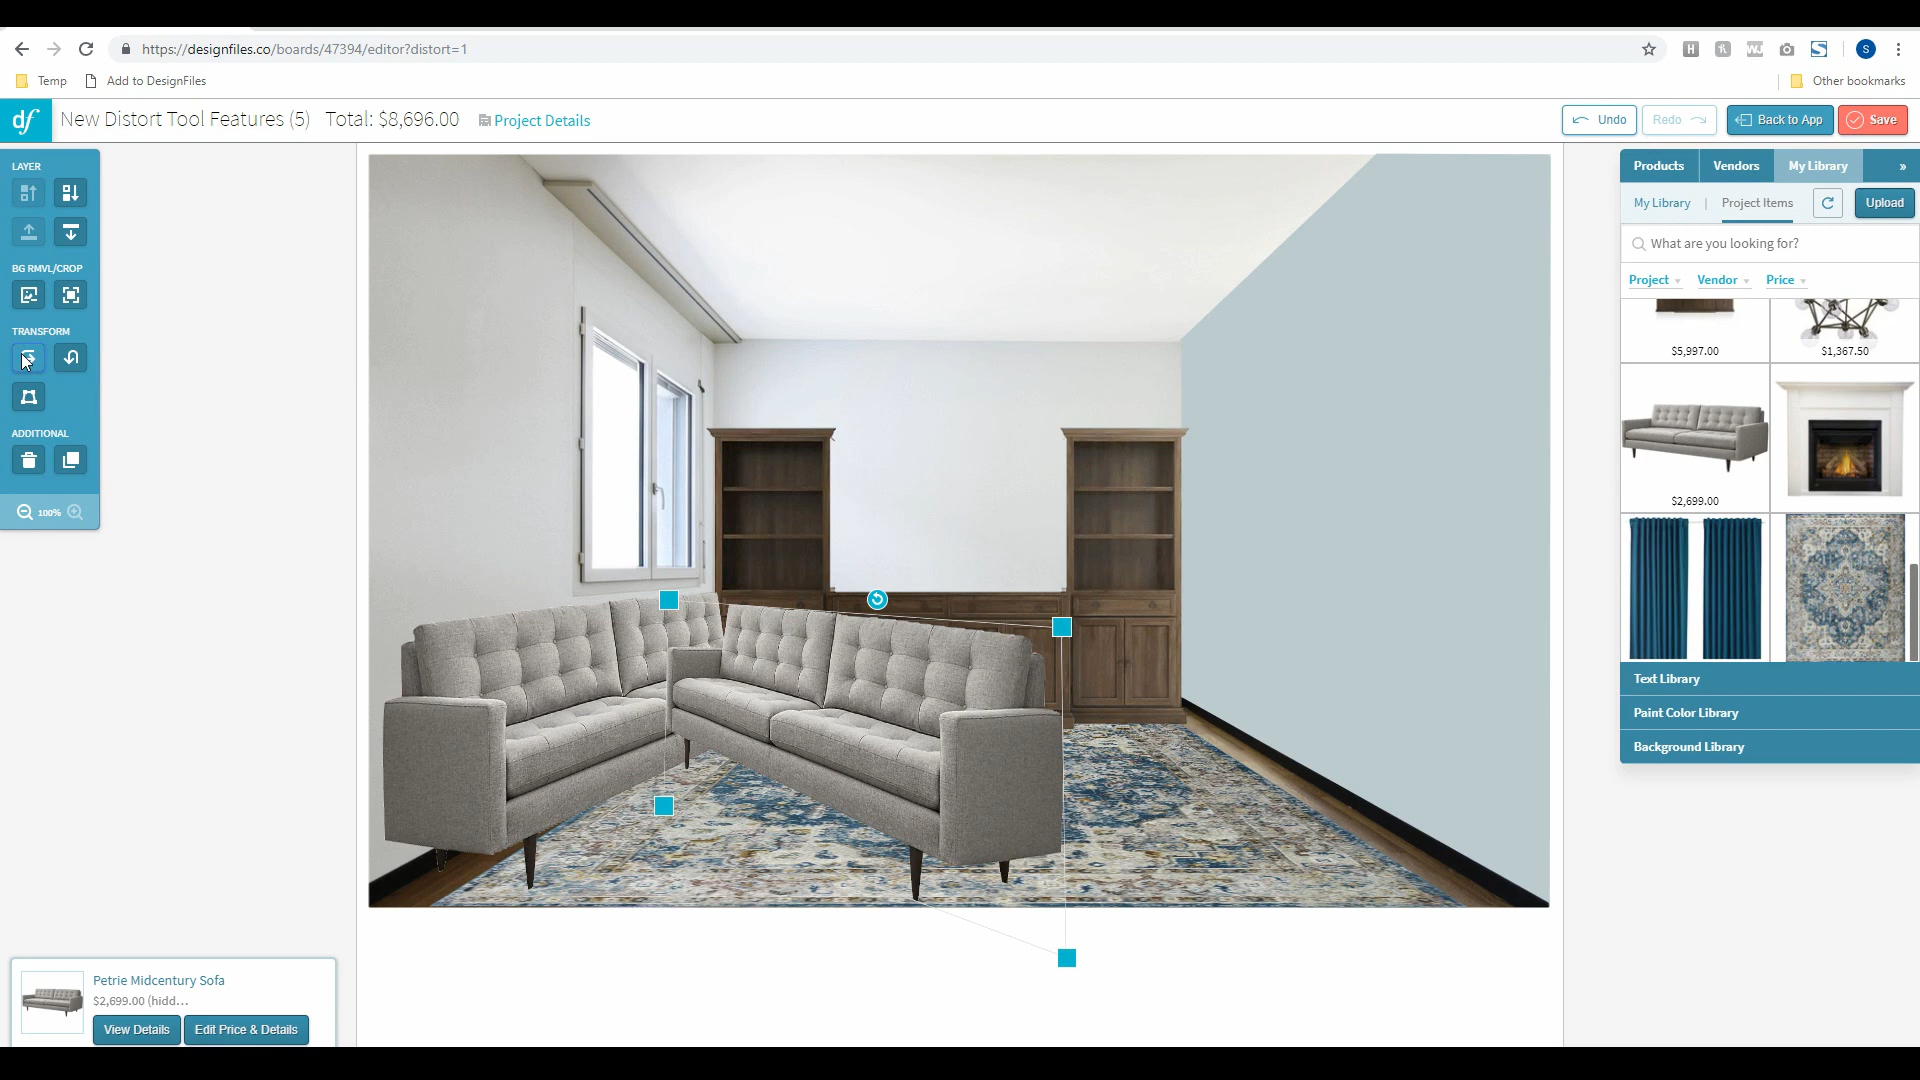 https://designfiles.co/boards/47394/editor?distort=1
H
WJ
S
S
Temp
Add to DesignFiles
Other bookmarks
df
New Distort Tool Features (5)
Total: $8,696.00
Project Details
Undo
Redo
Back to App
Save
LAYER
BG RMVL/CROP
TRANSFORM
ADDITIONAL
100%
Products
Vendors
My Library
»
My Library | Project Items
Upload
What are you looking for?
Project
Vendor
Price
$5,997.00
$1,367.50
$2,699.00
Text Library
Paint Color Library
Background Library
Petrie Midcentury Sofa
$2,699.00 (hidd...
View Details
Edit Price & Details